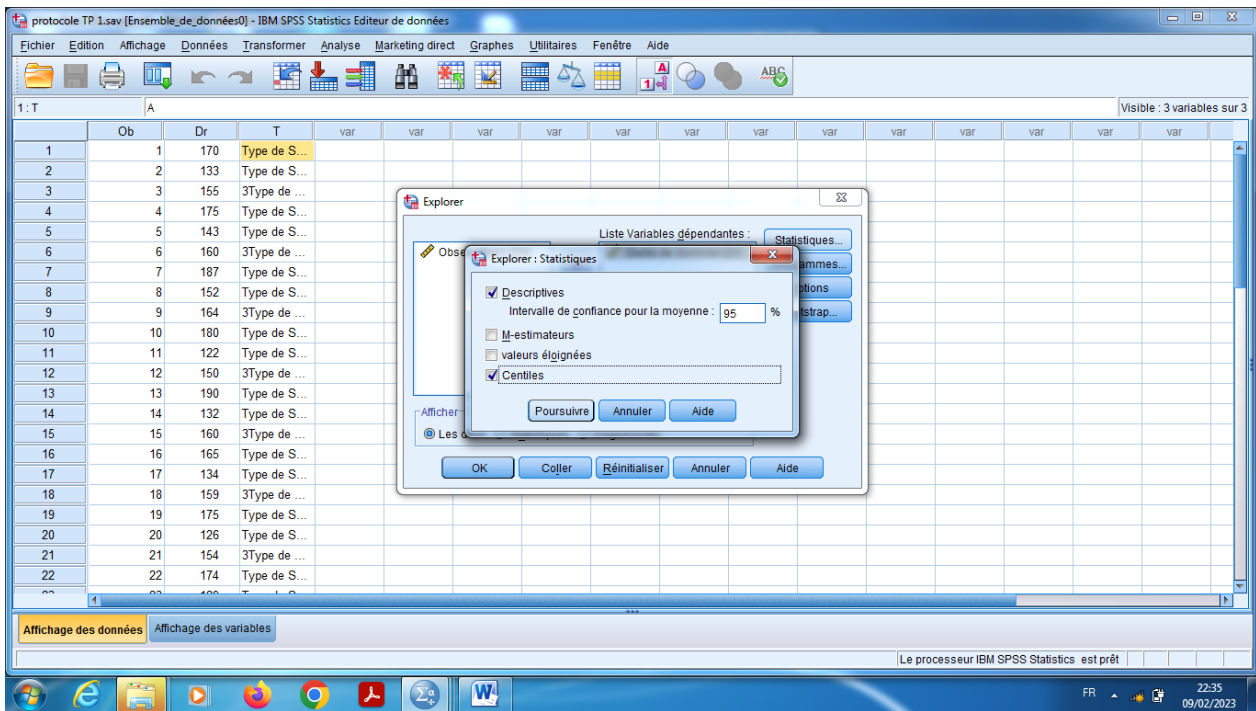 protocole TP 1.sav [Ensemble_de_données0] - IBM SPSS Statistics Editeur de données
Fichier Edition Affichage Données Transformer Analyse Marketing direct Graphes Utilitaires Fenêtre Aide
1 : T A Visible : 3 variables sur 3
Ob Dr T var var var var var var var var var var var var var
1 1 170 Type de S...
2 2 133 Type de S...
3 3 155 3Type de ...
4 4 175 Type de S...
5 5 143 Type de S...
6 6 160 3Type de ...
7 7 187 Type de S...
8 8 152 Type de S...
9 9 164 3Type de ...
10 10 180 Type de S...
11 11 122 Type de S...
12 12 150 3Type de ...
13 13 190 Type de S...
14 14 132 Type de S...
15 15 160 3Type de ...
16 16 165 Type de S...
17 17 134 Type de S...
18 18 159 3Type de ...
19 19 175 Type de S...
20 20 126 Type de S...
21 21 154 3Type de ...
22 22 174 Type de S...
Explorer
Liste Variables dépendantes :
Statistiques...
Obse
ammes...
otions
tstrap...
Afficher
Les d
OK Coller Réinitialiser Annuler Aide
Explorer : Statistiques
Descriptives
Intervalle de confiance pour la moyenne : 95 %
M-estimateurs
valeurs éloignées
Centiles
Poursuivre Annuler Aide
Affichage des données Affichage des variables
Le processeur IBM SPSS Statistics est prêt
FR 22:35
09/02/2023